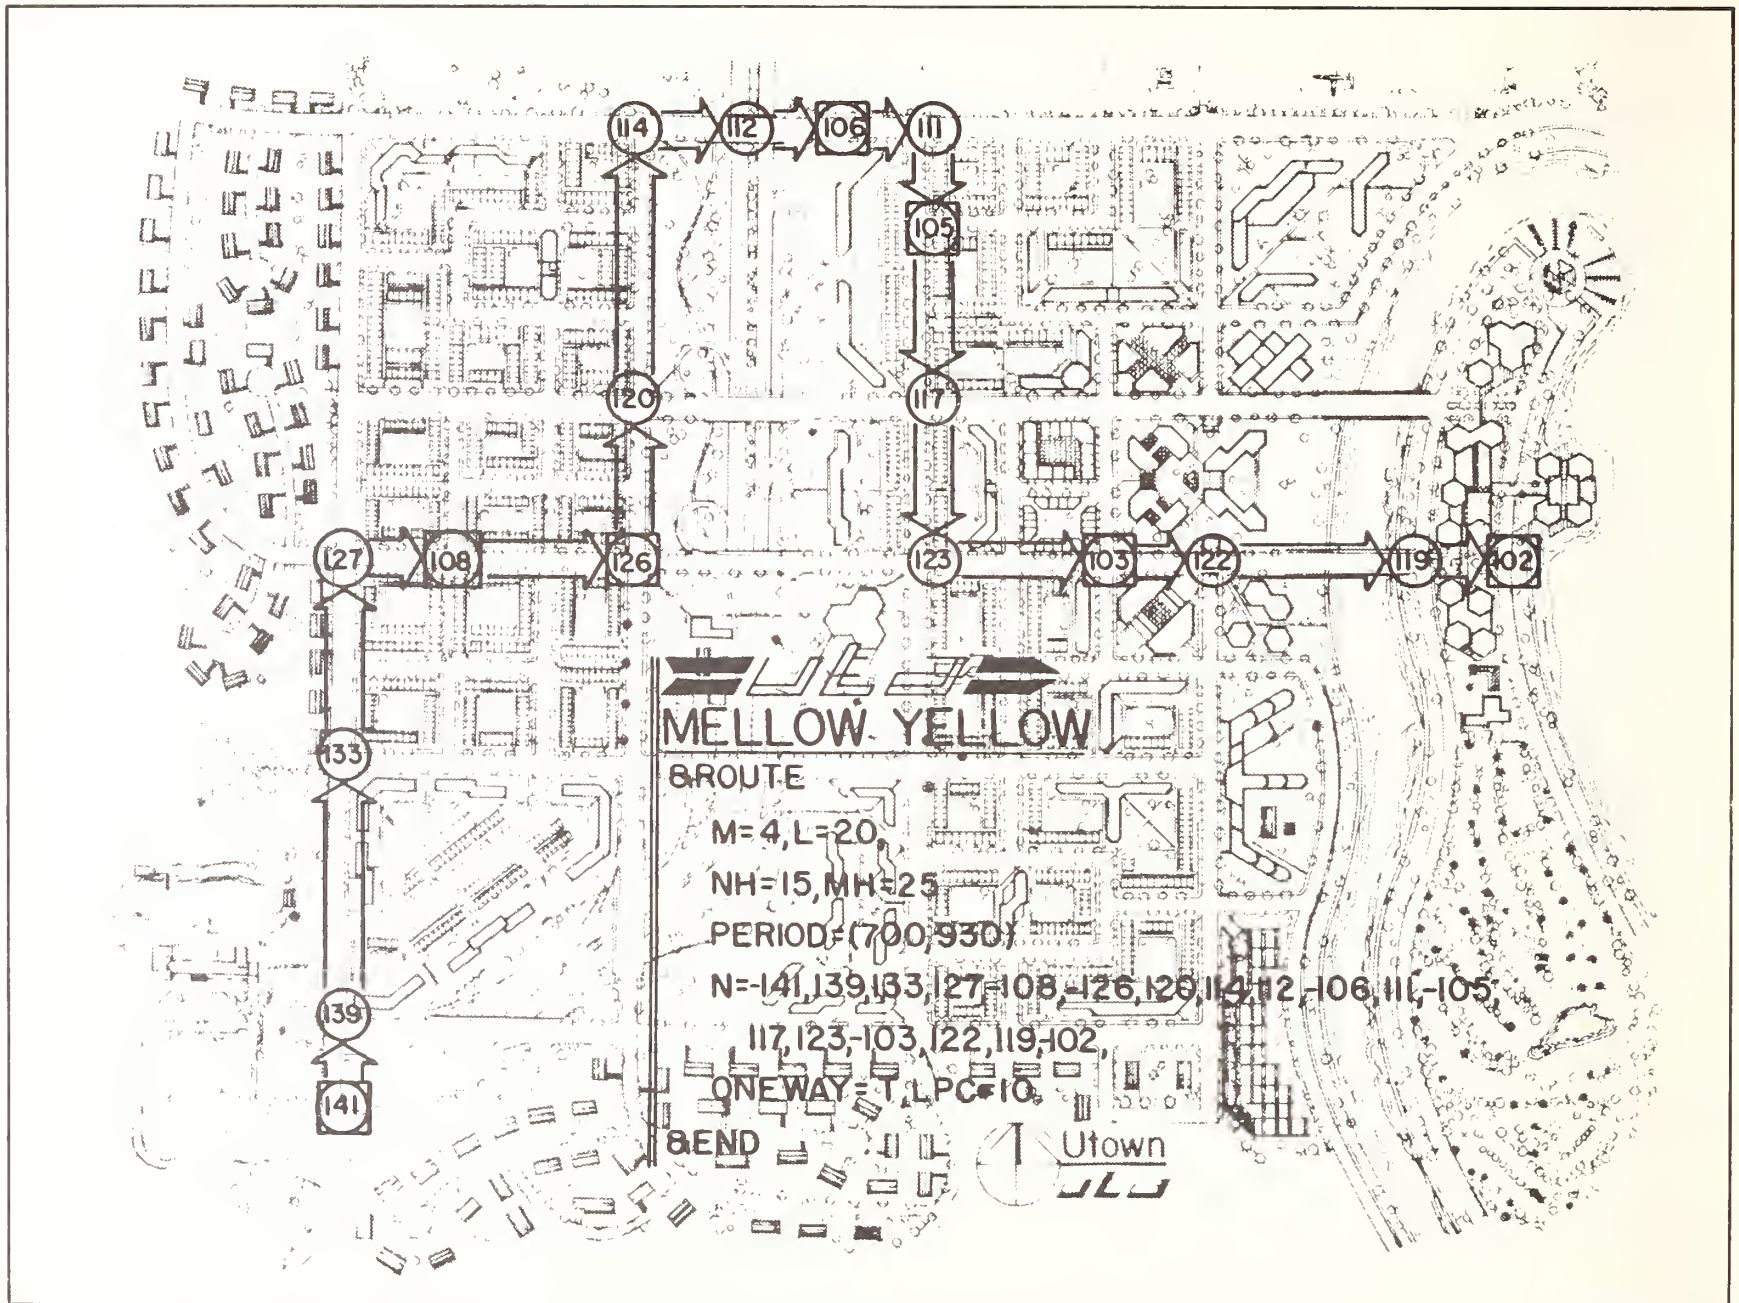 114 112 106 111
105
120 117
127 108 126 123 103 122 119 102
133
139
141
MELLOW YELLOW
&ROUTE
M=4,L=20,
NH=15,MH=25
PERIOD=(700,930)
N=-141,139,133,127,-108,-126,120,114,112,-106,111,-105,
117,123,-103,122,119,-102,
ONEWAY=T,LPC=10,
&END
Utown